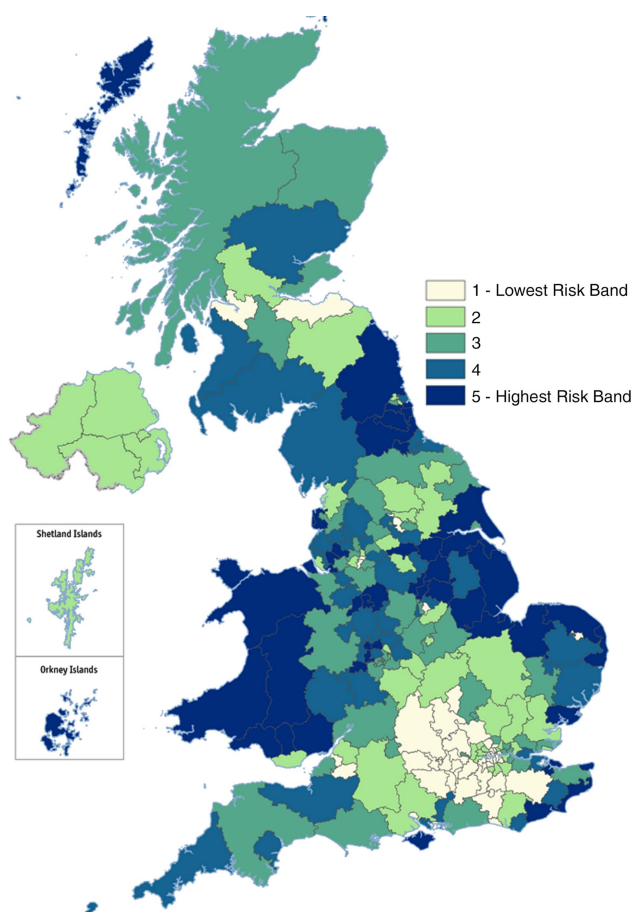 1 - Lowest Risk Band
2
3
4
5 - Highest Risk Band
Shetland Islands
Orkney Islands